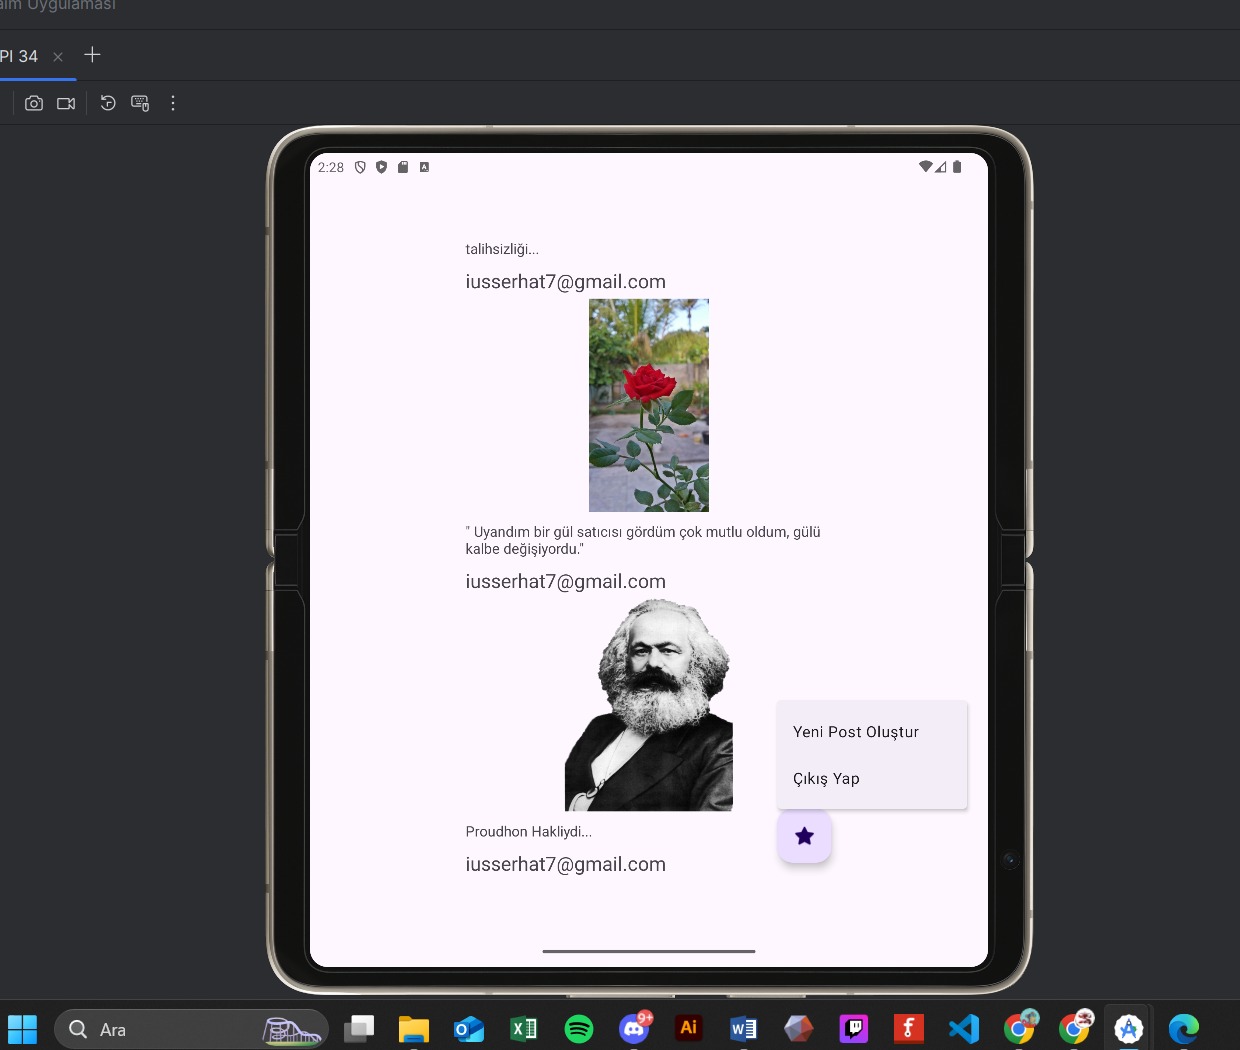 aim Uygulaması
PI 34
2:28
A
talihsizliği...
iusserhat7@gmail.com
" Uyandım bir gül satıcısı gördüm çok mutlu oldum, gülü
kalbe değişiyordu."
iusserhat7@gmail.com
Yeni Post Oluştur
Çıkış Yap
Proudhon Hakliydi...
iusserhat7@gmail.com
Ara
9+
Ai